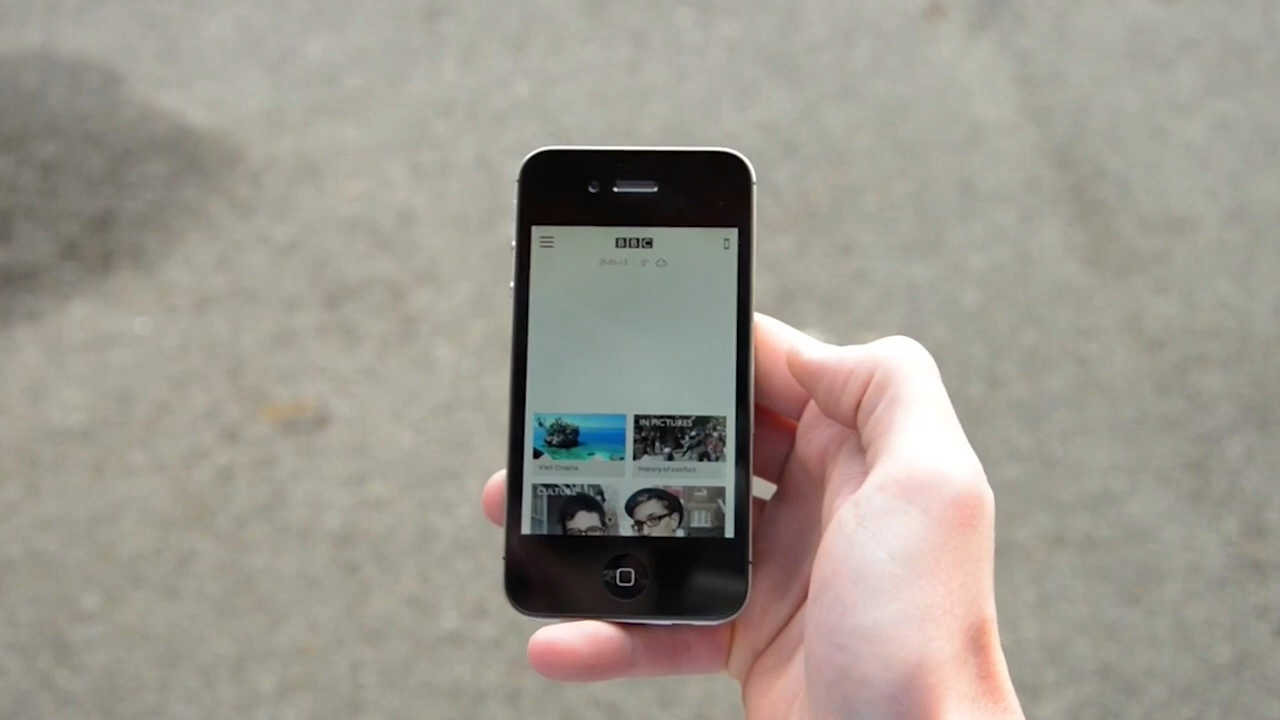 BBC
IN PICTURES
Visit Croatia
History of conflict
CULTURE